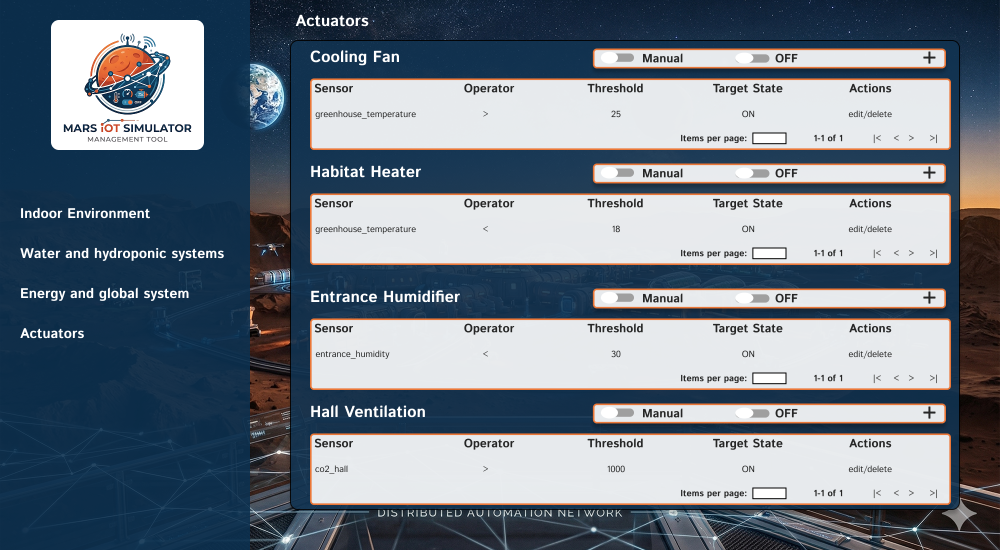 OFF
MARS iOT SIMULATOR
MANAGEMENT TOOL
Indoor Environment
Water and hydroponic systems
Energy and global system
Actuators
Actuators
Cooling Fan
Manual OFF +
Sensor Operator Threshold Target State Actions
greenhouse_temperature > 25 ON edit/delete
Items per page: 1-1 of 1 |< < > >|
Habitat Heater
Manual OFF +
Sensor Operator Threshold Target State Actions
greenhouse_temperature < 18 ON edit/delete
Items per page: 1-1 of 1 |< < > >|
Entrance Humidifier
Manual OFF +
Sensor Operator Threshold Target State Actions
entrance_humidity < 30 ON edit/delete
Items per page: 1-1 of 1 |< < > >|
Hall Ventilation
Manual OFF +
Sensor Operator Threshold Target State Actions
co2_hall > 1000 ON edit/delete
Items per page: 1-1 of 1 |< < > >|
DISTRIBUTED AUTOMATION NETWORK